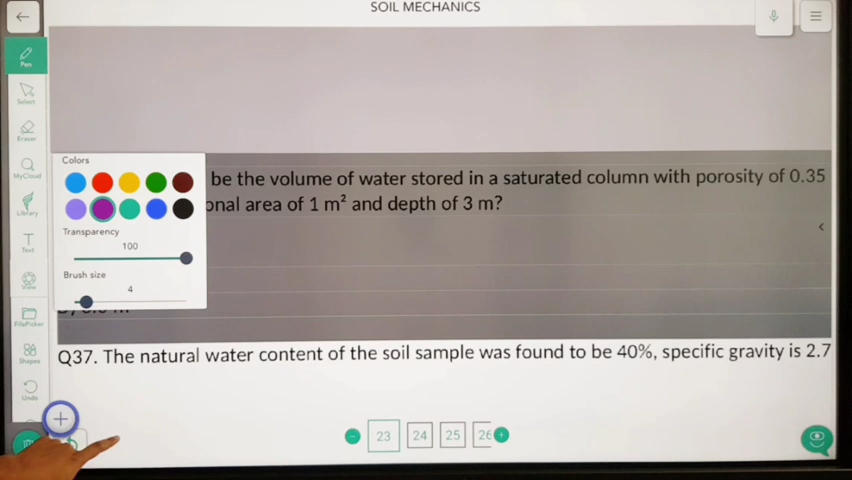 SOIL MECHANICS
Pen
Select
Eraser
MyCloud
Library
Text
View
FilePicker
Shapes
Undo
Colors
Transparency
100
Brush size
4
be the volume of water stored in a saturated column with porosity of 0.35
onal area of 1 m² and depth of 3 m?
Q37. The natural water content of the soil sample was found to be 40%, specific gravity is 2.7
23 24 25 26